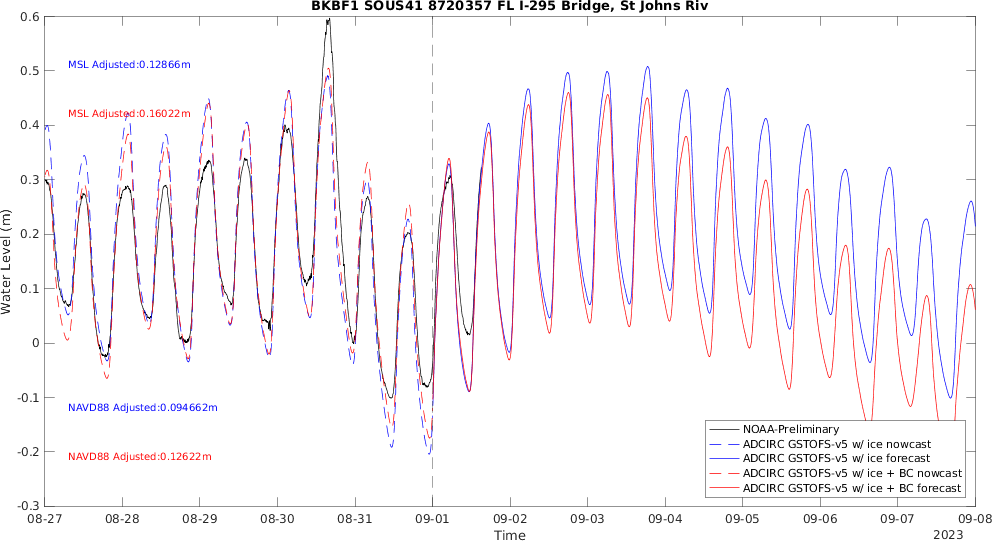 BKBF1 SOUS41 8720357 FL I-295 Bridge, St Johns Riv
0.6
0.5
0.4
0.3
0.2
0.1
0
-0.1
-0.2
-0.3
Water Level (m)
MSL Adjusted:0.12866m
MSL Adjusted:0.16022m
NAVD88 Adjusted:0.094662m
NAVD88 Adjusted:0.12622m
NOAA-Preliminary
ADCIRC GSTOFS-v5 w/ ice nowcast
ADCIRC GSTOFS-v5 w/ ice forecast
ADCIRC GSTOFS-v5 w/ ice + BC nowcast
ADCIRC GSTOFS-v5 w/ ice + BC forecast
08-27 08-28 08-29 08-30 08-31 09-01 09-02 09-03 09-04 09-05 09-06 09-07 09-08
Time
2023